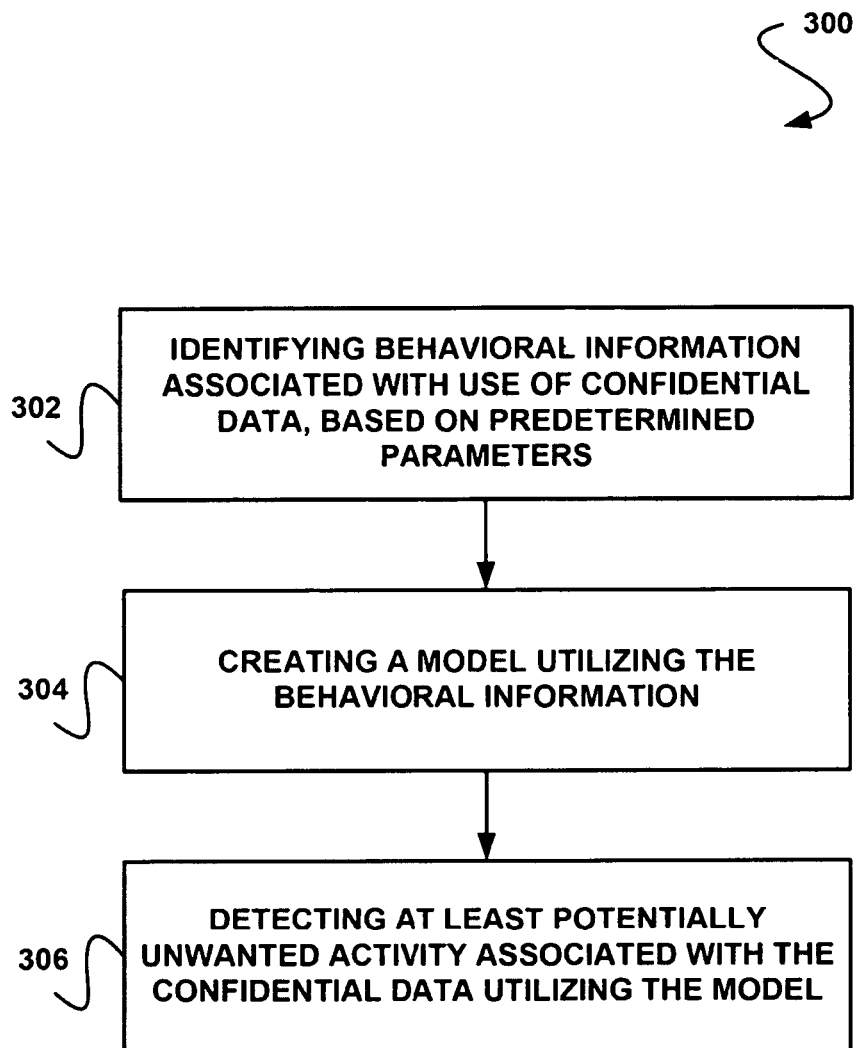 300
302
IDENTIFYING BEHAVIORAL INFORMATION
ASSOCIATED WITH USE OF CONFIDENTIAL
DATA, BASED ON PREDETERMINED
PARAMETERS
304
CREATING A MODEL UTILIZING THE
BEHAVIORAL INFORMATION
306
DETECTING AT LEAST POTENTIALLY
UNWANTED ACTIVITY ASSOCIATED WITH THE
CONFIDENTIAL DATA UTILIZING THE MODEL